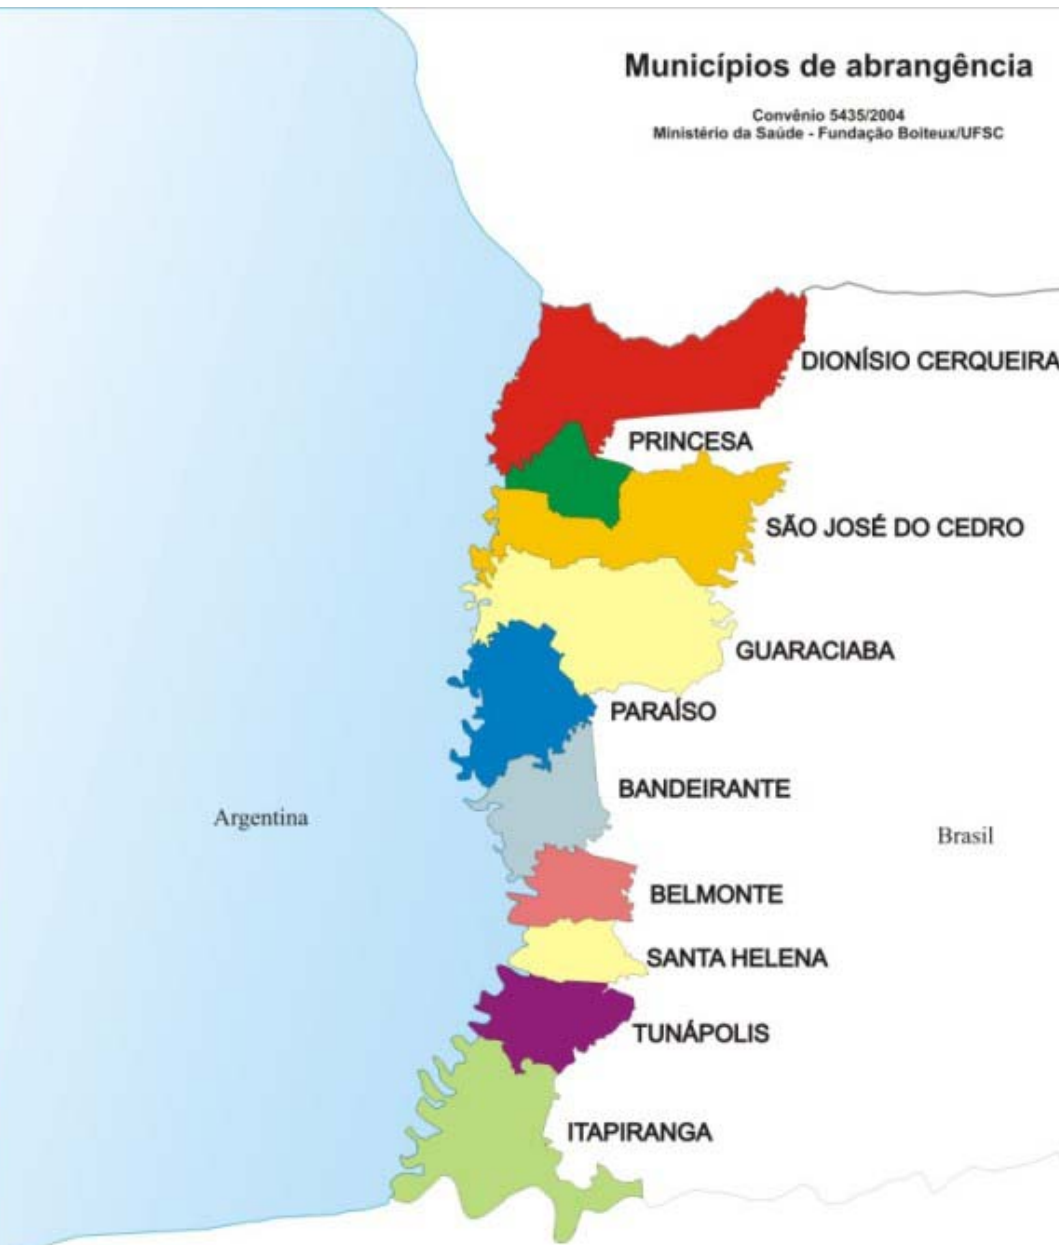 Municípios de abrangência
Convênio 5435/2004
Ministério da Saúde - Fundação Boiteux/UFSC
DIONÍSIO CERQUEIRA
PRINCESA
SÃO JOSÉ DO CEDRO
GUARACIABA
PARAÍSO
BANDEIRANTE
Argentina
Brasil
BELMONTE
SANTA HELENA
TUNÁPOLIS
ITAPIRANGA